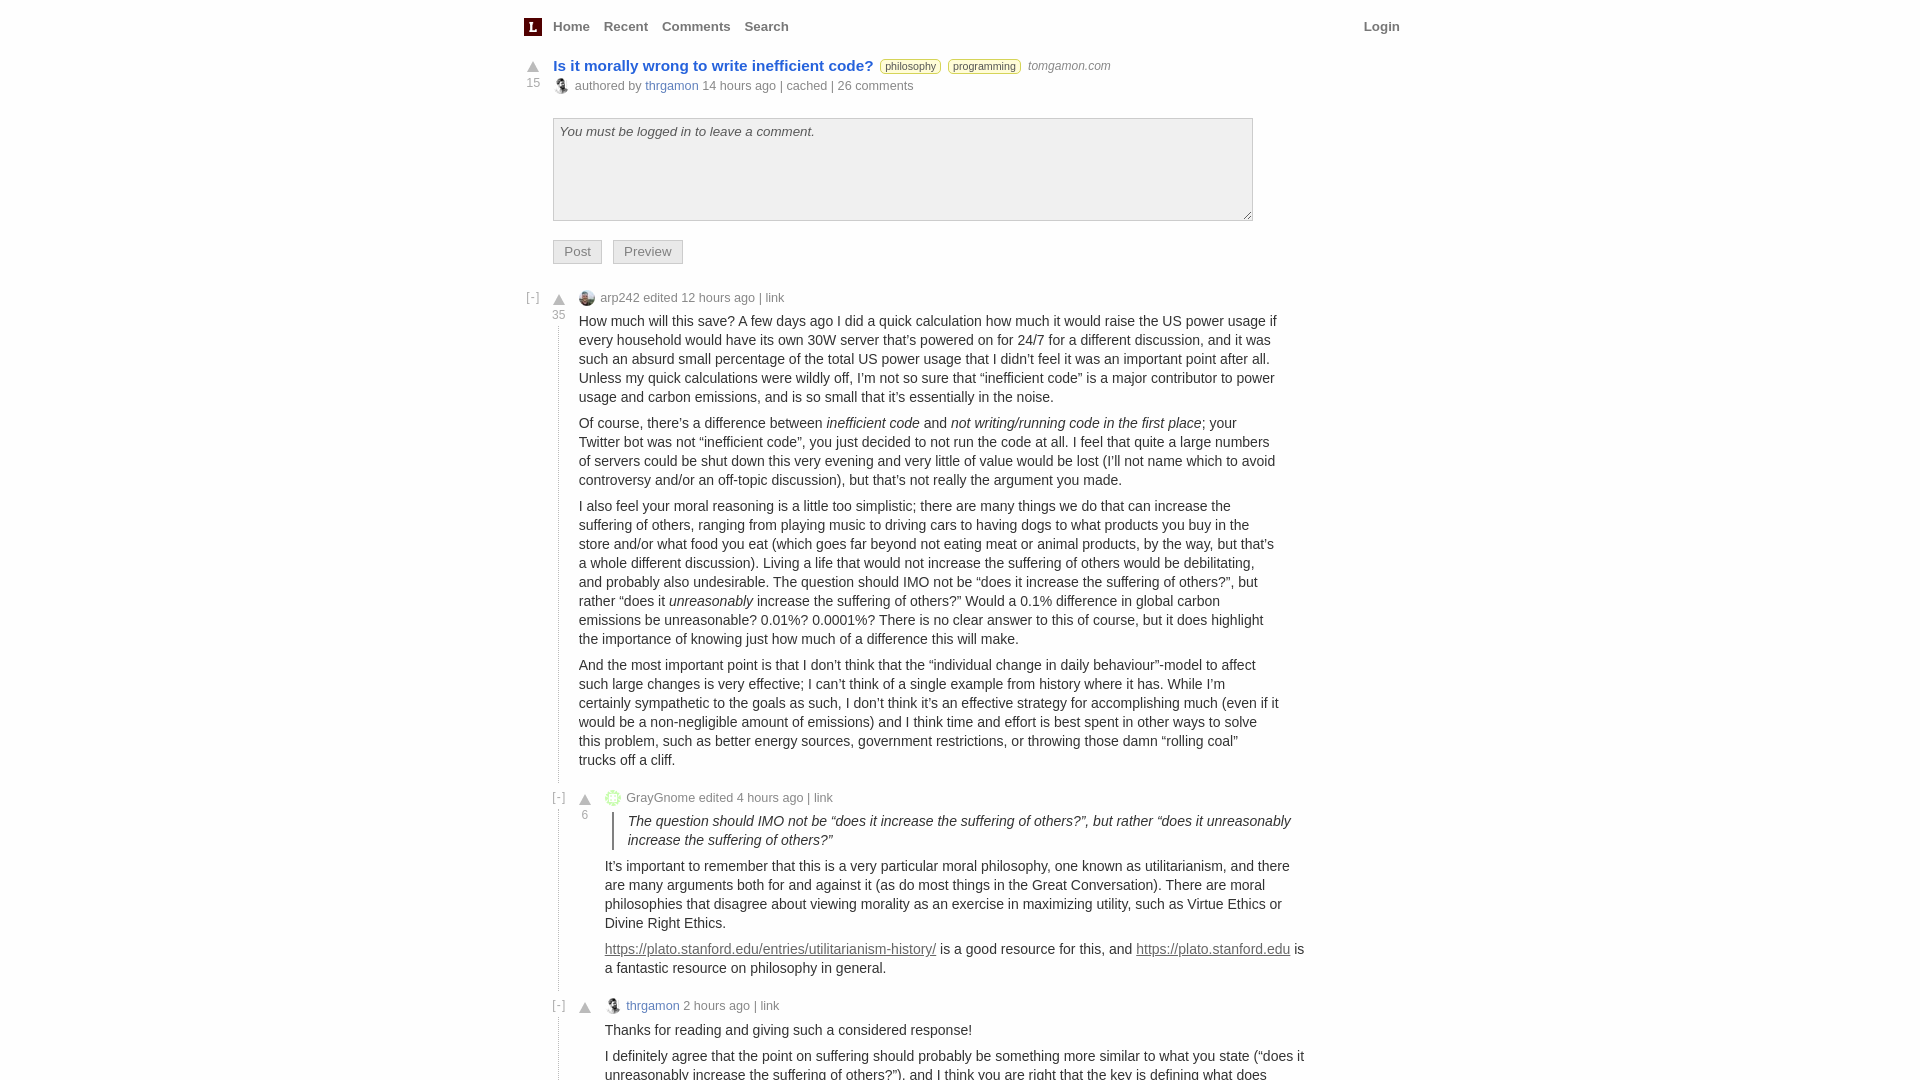 L Home Recent Comments Search Login
Is it morally wrong to write inefficient code? philosophy programming tomgamon.com
15
authored by thrgamon 14 hours ago | cached | 26 comments
You must be logged in to leave a comment.
Post Preview
[-] arp242 edited 12 hours ago | link
35
How much will this save? A few days ago I did a quick calculation how much it would raise the US power usage if
every household would have its own 30W server that’s powered on for 24/7 for a different discussion, and it was
such an absurd small percentage of the total US power usage that I didn’t feel it was an important point after all.
Unless my quick calculations were wildly off, I’m not so sure that “inefficient code” is a major contributor to power
usage and carbon emissions, and is so small that it’s essentially in the noise.
Of course, there’s a difference between inefficient code and not writing/running code in the first place; your
Twitter bot was not “inefficient code”, you just decided to not run the code at all. I feel that quite a large numbers
of servers could be shut down this very evening and very little of value would be lost (I’ll not name which to avoid
controversy and/or an off-topic discussion), but that’s not really the argument you made.
I also feel your moral reasoning is a little too simplistic; there are many things we do that can increase the
suffering of others, ranging from playing music to driving cars to having dogs to what products you buy in the
store and/or what food you eat (which goes far beyond not eating meat or animal products, by the way, but that’s
a whole different discussion). Living a life that would not increase the suffering of others would be debilitating,
and probably also undesirable. The question should IMO not be “does it increase the suffering of others?”, but
rather “does it unreasonably increase the suffering of others?” Would a 0.1% difference in global carbon
emissions be unreasonable? 0.01%? 0.0001%? There is no clear answer to this of course, but it does highlight
the importance of knowing just how much of a difference this will make.
And the most important point is that I don’t think that the “individual change in daily behaviour”-model to affect
such large changes is very effective; I can’t think of a single example from history where it has. While I’m
certainly sympathetic to the goals as such, I don’t think it’s an effective strategy for accomplishing much (even if it
would be a non-negligible amount of emissions) and I think time and effort is best spent in other ways to solve
this problem, such as better energy sources, government restrictions, or throwing those damn “rolling coal”
trucks off a cliff.
[-] GrayGnome edited 4 hours ago | link
6
The question should IMO not be “does it increase the suffering of others?”, but rather “does it unreasonably
increase the suffering of others?”
It’s important to remember that this is a very particular moral philosophy, one known as utilitarianism, and there
are many arguments both for and against it (as do most things in the Great Conversation). There are moral
philosophies that disagree about viewing morality as an exercise in maximizing utility, such as Virtue Ethics or
Divine Right Ethics.
https://plato.stanford.edu/entries/utilitarianism-history/ is a good resource for this, and https://plato.stanford.edu is
a fantastic resource on philosophy in general.
[-] thrgamon 2 hours ago | link
Thanks for reading and giving such a considered response!
I definitely agree that the point on suffering should probably be something more similar to what you state (“does it
unreasonably increase the suffering of others?”), and I think you are right that the key is defining what does